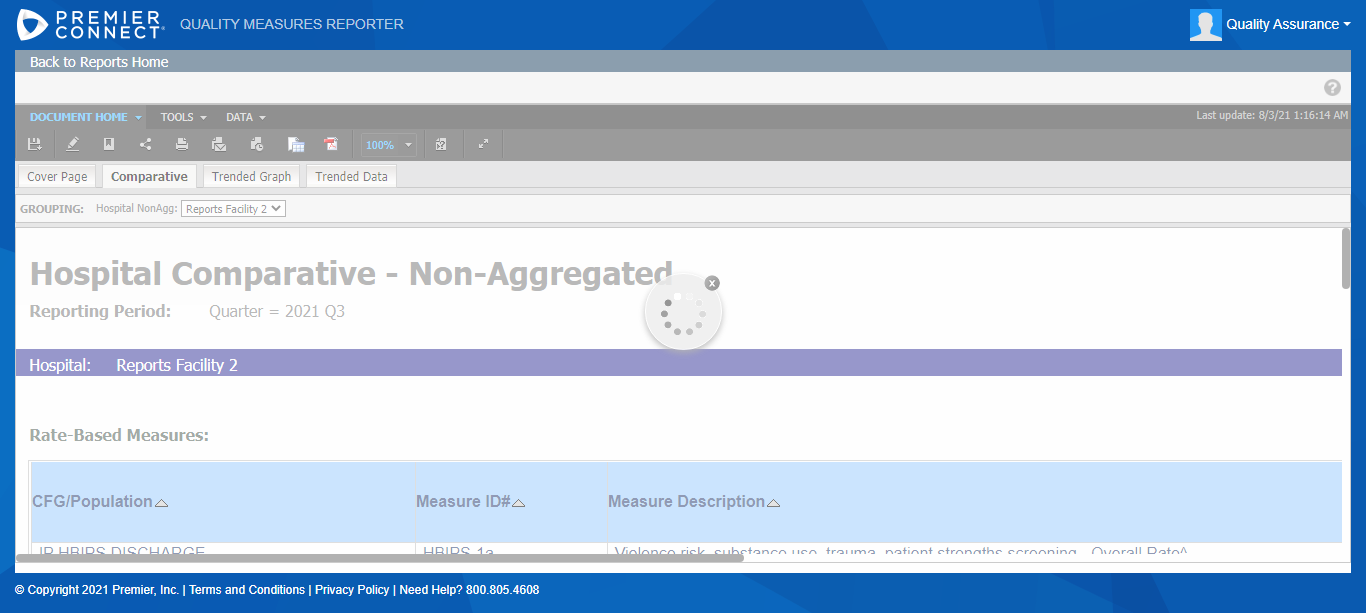 PREMIER CONNECT QUALITY MEASURES REPORTER
Quality Assurance
Back to Reports Home
DOCUMENT HOME TOOLS DATA Last update: 8/3/21 1:16:14 AM
100%
Cover Page Comparative Trended Graph Trended Data
GROUPING: Hospital NonAgg: Reports Facility 2
Hospital Comparative - Non-Aggregated
Reporting Period: Quarter = 2021 Q3
Hospital: Reports Facility 2
Rate-Based Measures:
CFG/Population Measure ID# Measure Description
IP HBIPS DISCHARGE HBIPS-1a Violence risk, substance use, trauma, patient strengths screening - Overall Rate^
© Copyright 2021 Premier, Inc. | Terms and Conditions | Privacy Policy | Need Help? 800.805.4608